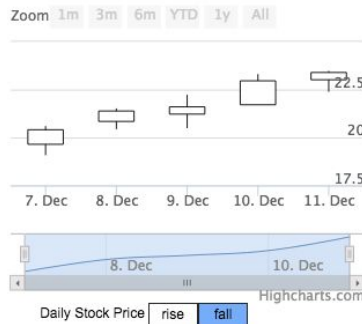 Zoom 1m 3m 6m YTD 1y All
22.5
20
17.5
7. Dec 8. Dec 9. Dec 10. Dec 11. Dec
8. Dec 10. Dec
Highcharts.com
Daily Stock Price rise fall